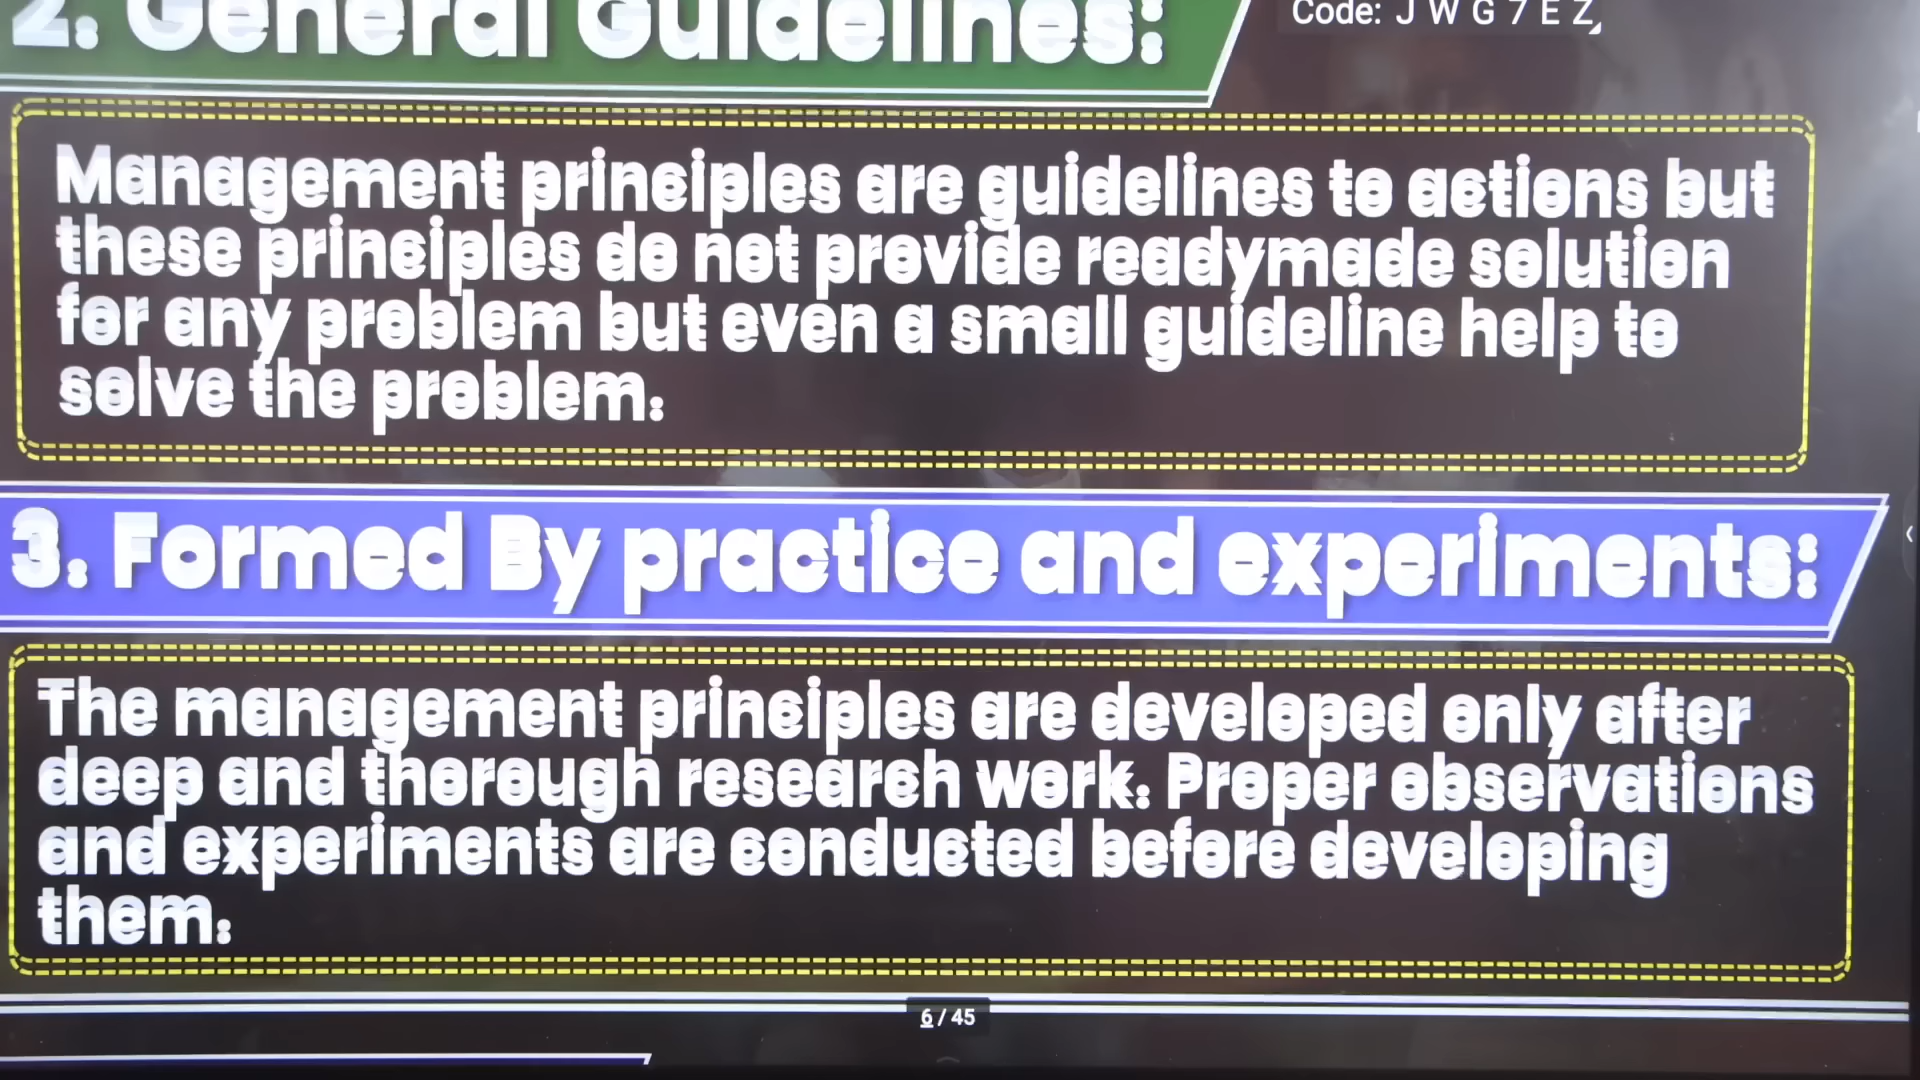 2. General Guidelines:
Code: J W G 7 E Z
Management principles are guidelines to actions but
these principles do not provide readymade solution
for any problem but even a small guideline help to
solve the problem.
3. Formed By practice and experiments:
The management principles are developed only after
deep and thorough research work. Proper observations
and experiments are conducted before developing
them.
6 / 45